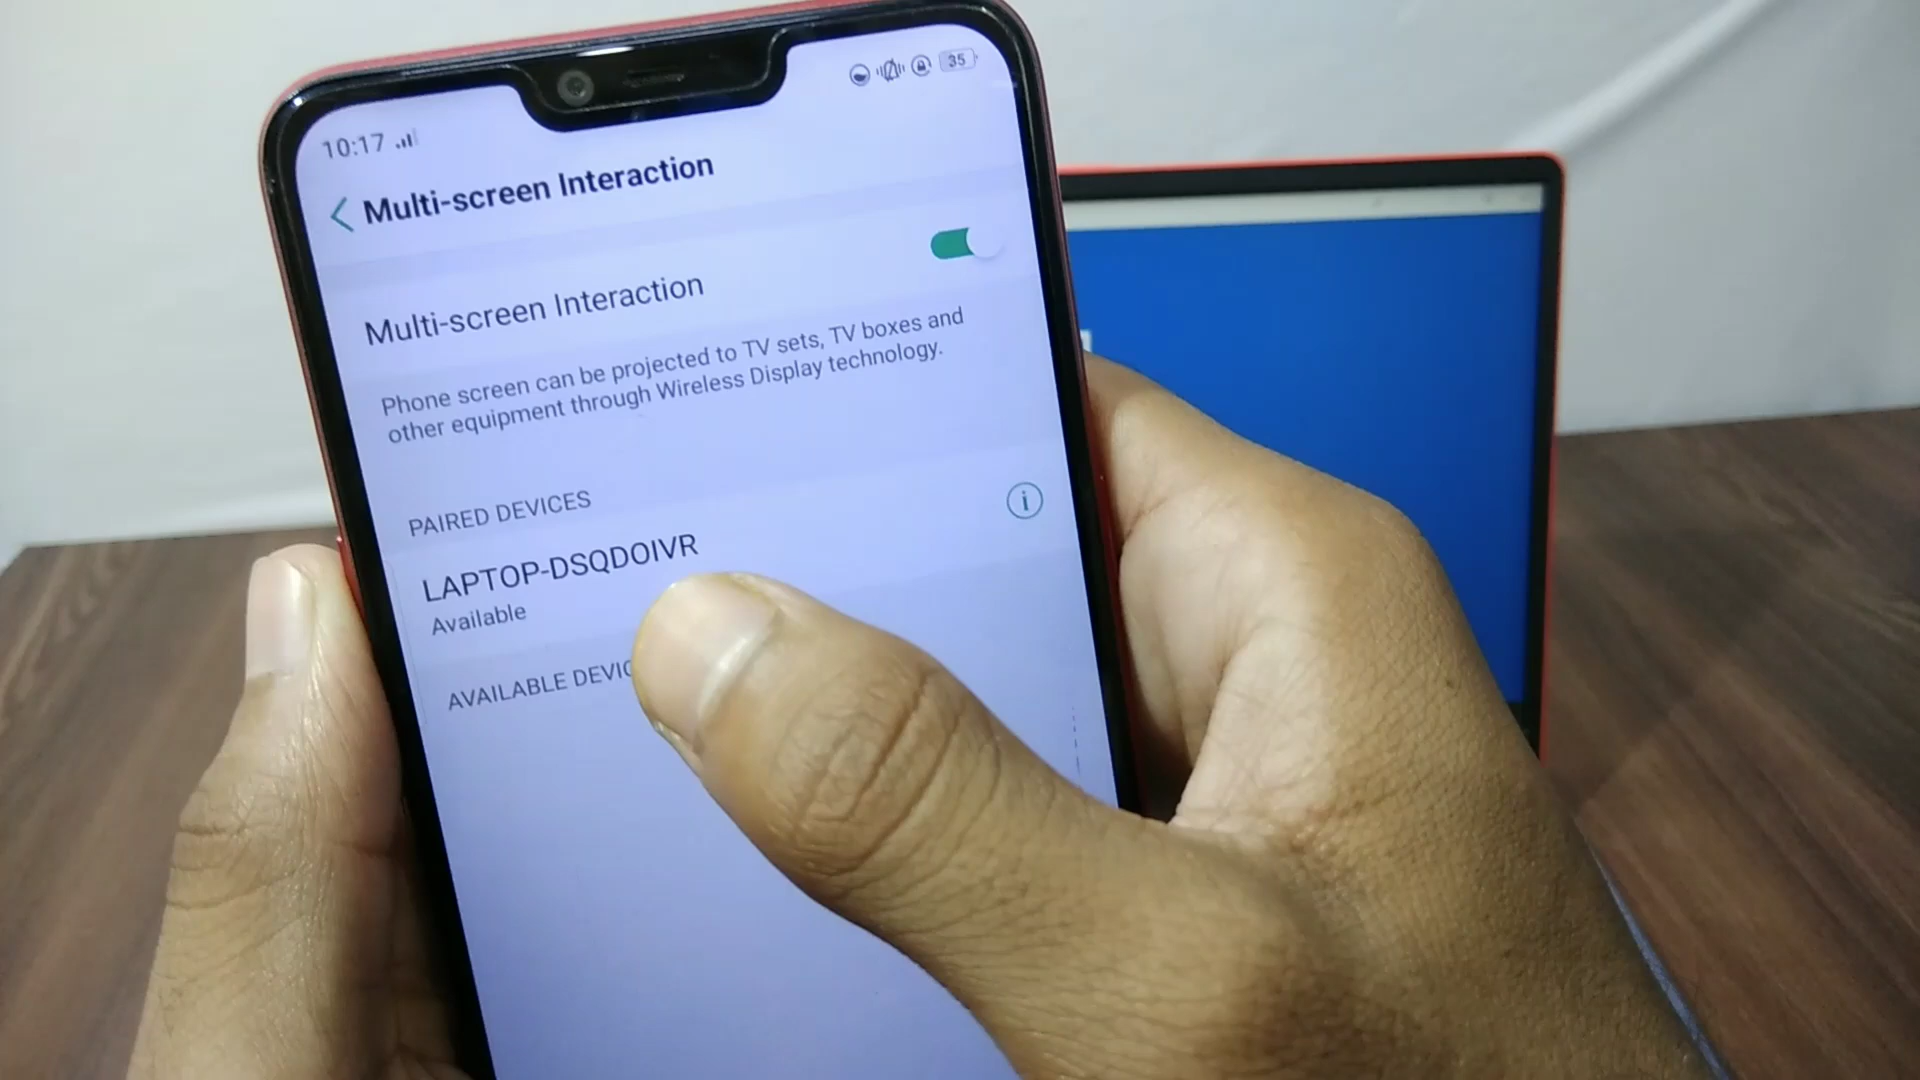 10:17
35
Multi-screen Interaction
Multi-screen Interaction
Phone screen can be projected to TV sets, TV boxes and
other equipment through Wireless Display technology.
PAIRED DEVICES
LAPTOP-DSQDOIVR
Available
AVAILABLE